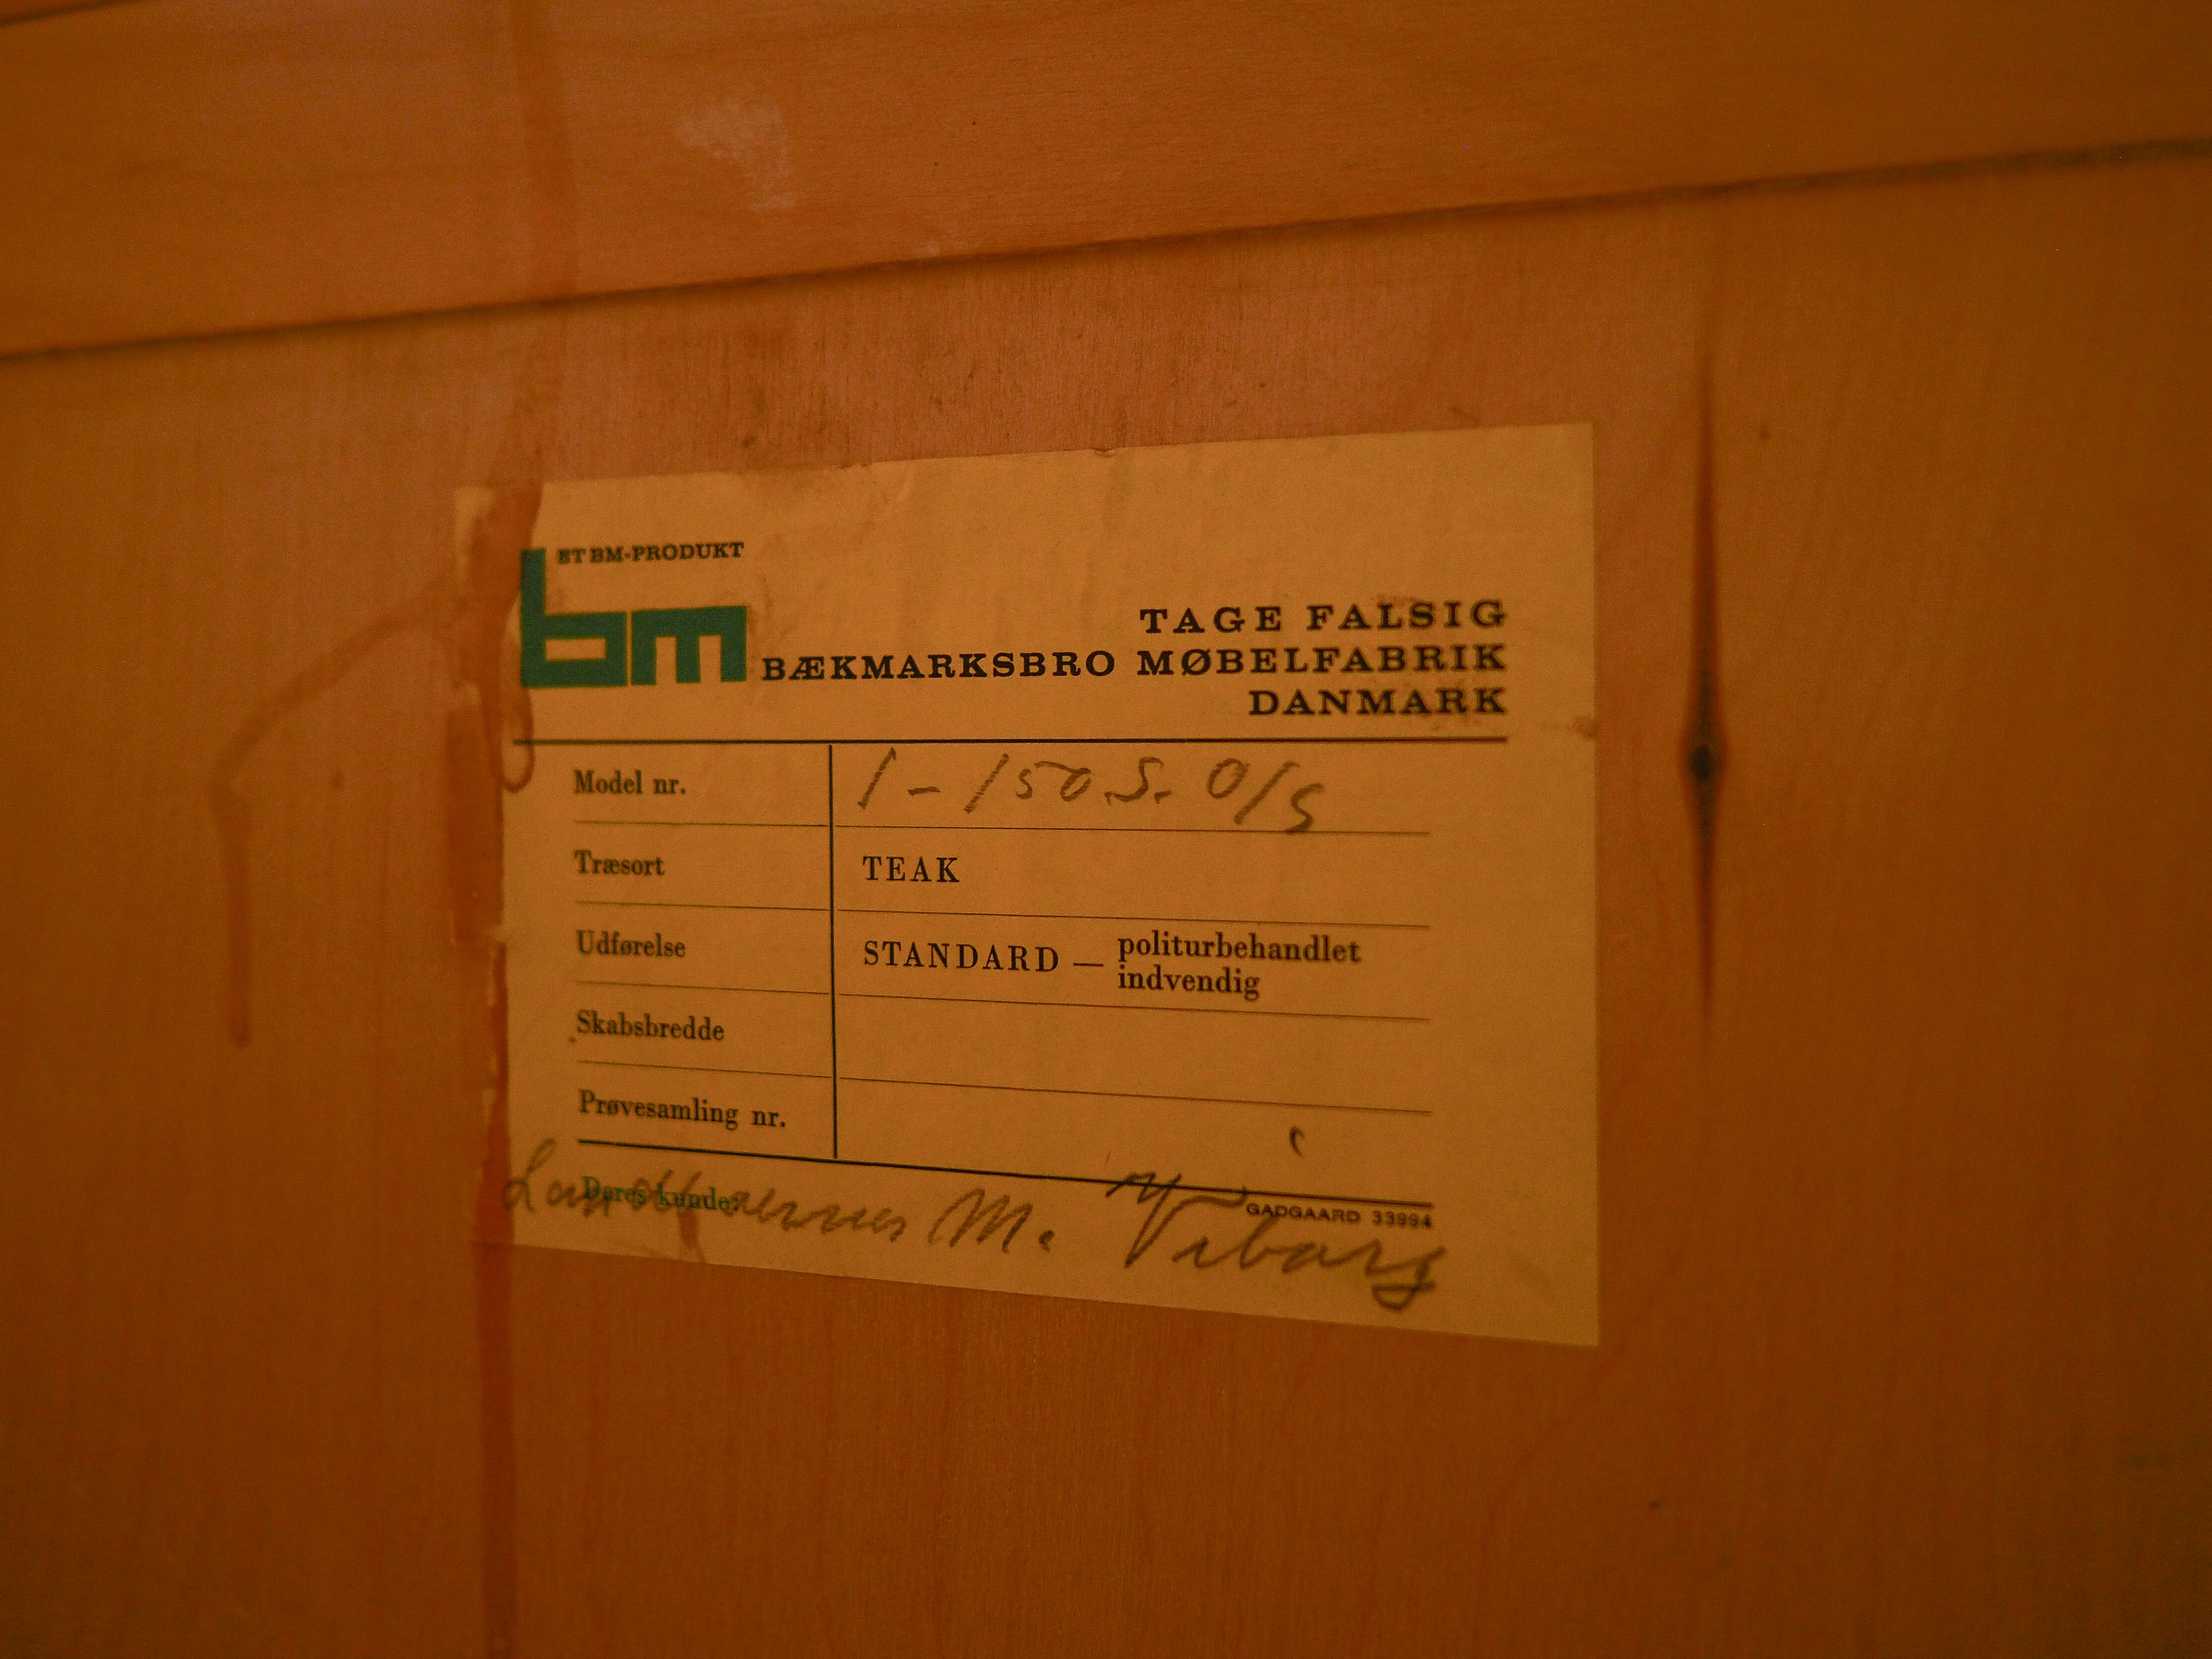 ET BM-PRODUKT
bm
TAGE FALSIG
BÆKMARKSBRO MØBELFABRIK
DANMARK
Model nr. 1-150.S. 0/S
Træsort TEAK
Udførelse STANDARD — politurbehandlet
indvendig
Skabsbredde
Prøvesamling nr.
Deres kunde:
GADGAARD 33994
M. Viborg